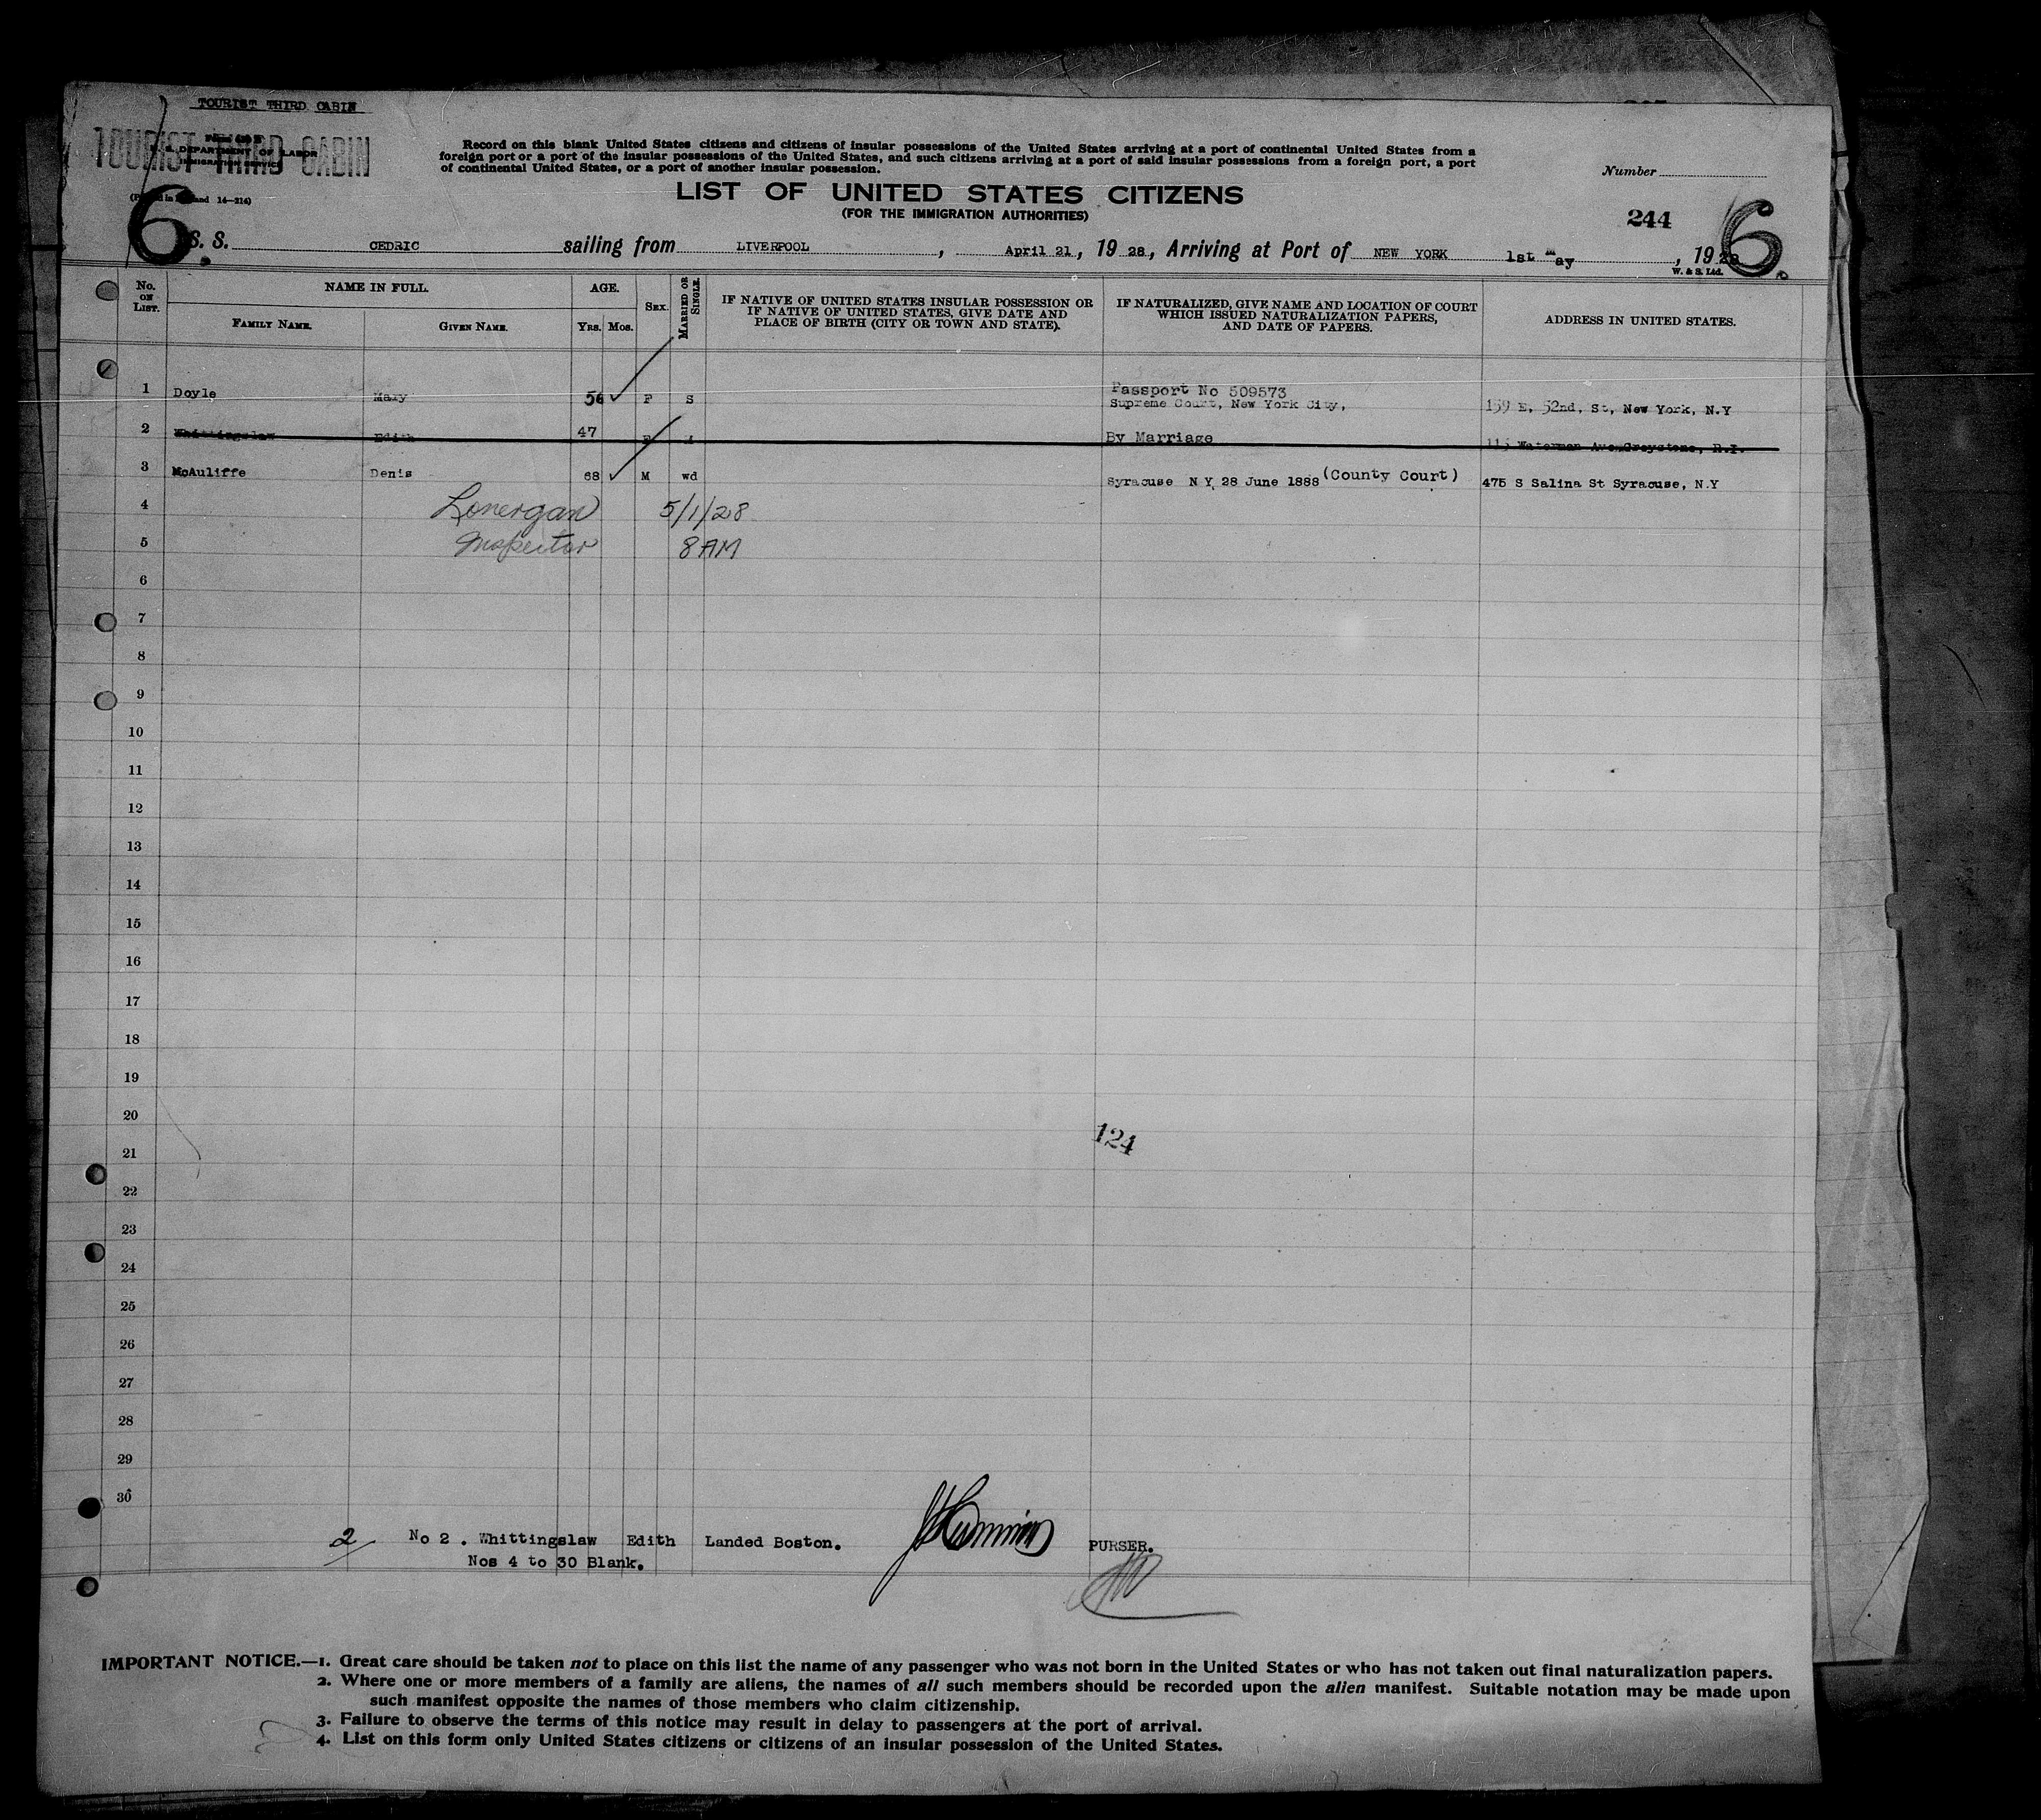 TOURIST THIRD CABIN
TOURIST THIRD CABIN
U. S. DEPARTMENT OF LABOR
IMMIGRATION SERVICE
Record on this blank United States citizens and citizens of insular possessions of the United States arriving at a port of continental United States from a
foreign port or a port of the insular possessions of the United States, and such citizens arriving at a port of said insular possessions from a foreign port, a port
of continental United States, or a port of another insular possession.
Number
LIST OF UNITED STATES CITIZENS
(FOR THE IMMIGRATION AUTHORITIES)
244
6.
6.
S. S. CEDRIC sailing from LIVERPOOL, April 21, 19 28, Arriving at Port of NEW YORK 1st May, 19 28
W. & S. Ltd.
No. ON LIST.
NAME IN FULL.
FAMILY NAME.
GIVEN NAME.
AGE.
YRS. MOS.
SEX.
MARRIED OR SINGLE.
IF NATIVE OF UNITED STATES INSULAR POSSESSION OR
IF NATIVE OF UNITED STATES, GIVE DATE AND
PLACE OF BIRTH (CITY OR TOWN AND STATE).
IF NATURALIZED, GIVE NAME AND LOCATION OF COURT
WHICH ISSUED NATURALIZATION PAPERS,
AND DATE OF PAPERS.
ADDRESS IN UNITED STATES.
Passport No 509573
1 Doyle Mary 56 F S Supreme Court, New York City, 159 E, 52nd, St, New York, N.Y
2 Whittingslaw Edith 47 F By Marriage 115 Waterman Ave Greystone, R.I.
3 McAuliffe Denis 68 M wd Syracuse N Y 28 June 1888 (County Court) 475 S Salina St Syracuse, N.Y
4 Lonergan 5/1/28
5 Inspector 8 AM
6
7
8
9
10
11
12
13
14
15
16
17
18
19
20
124
21
22
23
24
25
26
27
28
29
30
2 No 2 . Whittingslaw Edith Landed Boston. PURSER.
Nos 4 to 30 Blank.
IMPORTANT NOTICE.—1. Great care should be taken not to place on this list the name of any passenger who was not born in the United States or who has not taken out final naturalization papers.
2. Where one or more members of a family are aliens, the names of all such members should be recorded upon the alien manifest. Suitable notation may be made upon
such manifest opposite the names of those members who claim citizenship.
3. Failure to observe the terms of this notice may result in delay to passengers at the port of arrival.
4. List on this form only United States citizens or citizens of an insular possession of the United States.